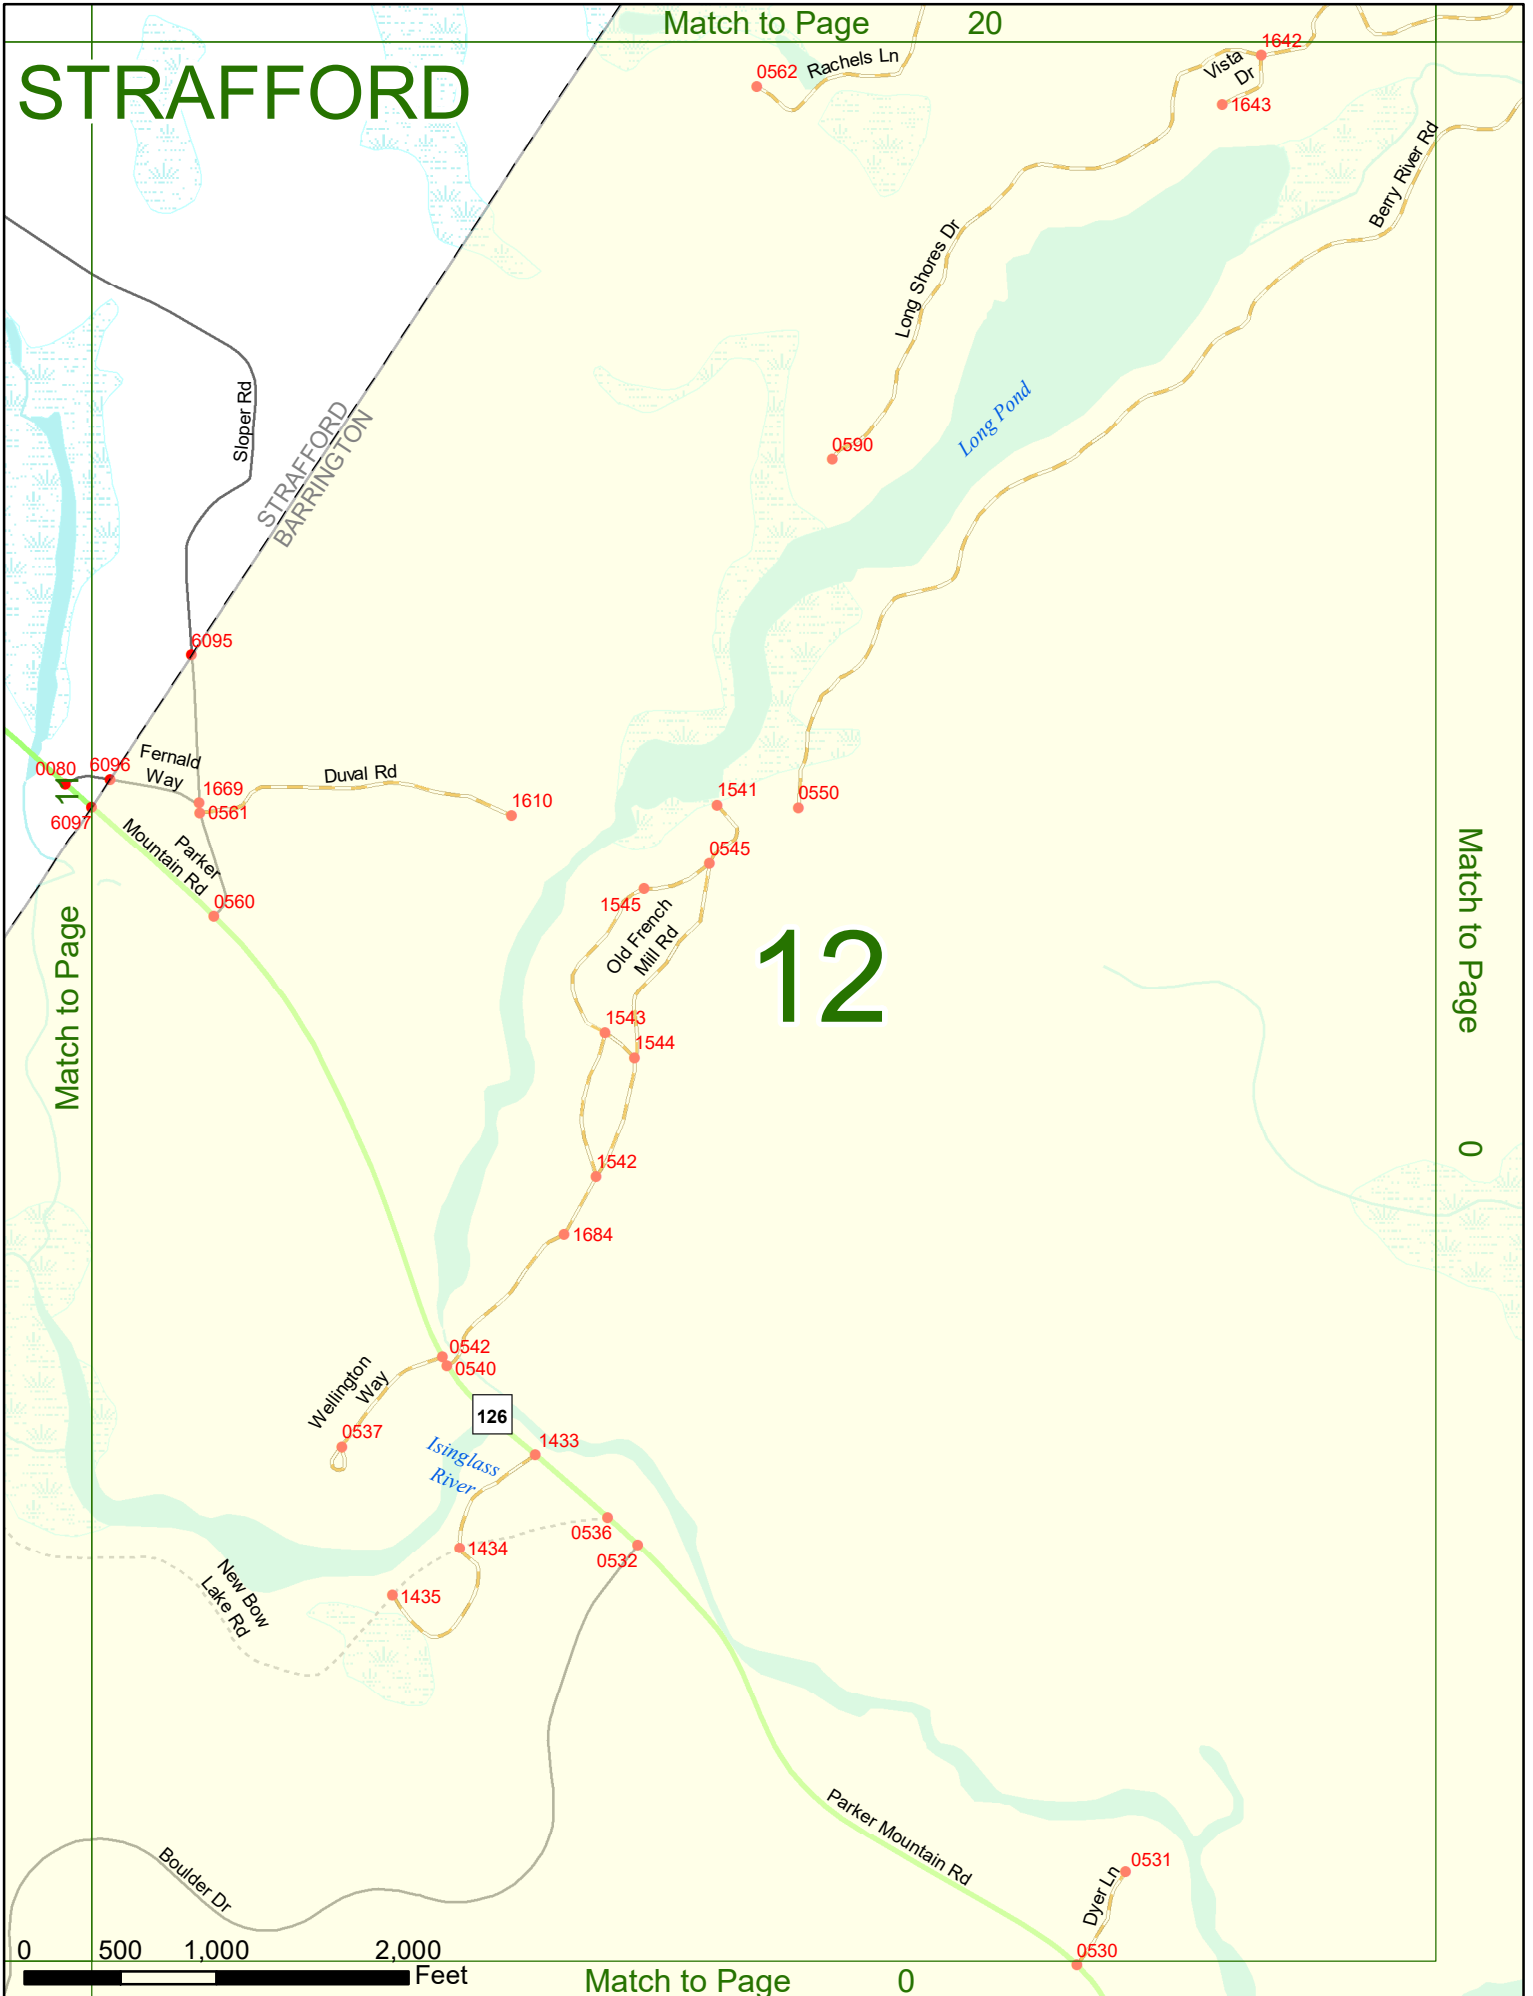 Match to Page 20
STRAFFORD
0562
Rachels Ln
1642
Vista
Dr
1643
Berry River Rd
Long Shores Dr
Sloper Rd
STRAFFORD
BARRINGTON
Long Pond
0590
6095
0080
6096
Fernald
Way
Duval Rd
1669
0561
1610
6097
Parker
Mountain Rd
0560
1541
0550
0545
1545
Old French
Mill Rd
12
Match to Page 11
Match to Page 0
1543
1544
1542
1684
0542
0540
Wellington
Way
0537
126
Isinglass
River
1433
0536
0532
1434
1435
New Bow
Lake Rd
Parker Mountain Rd
Boulder Dr
0531
Dyer Ln
0530
0 500 1,000 2,000
Feet
Match to Page 0